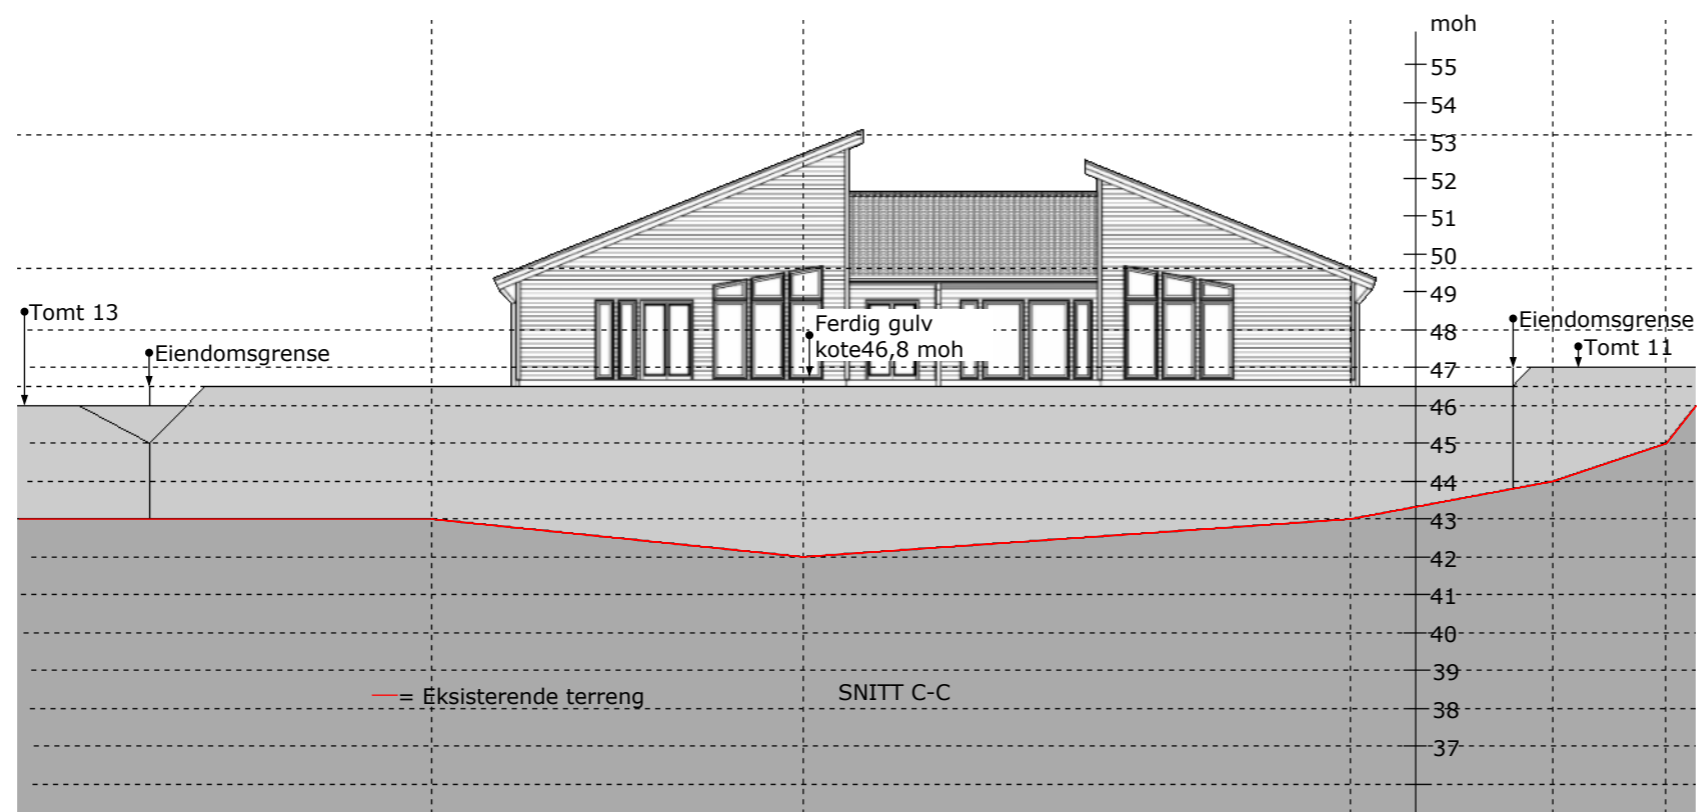 moh
55
54
53
52
51
50
49
48
47
46
45
44
43
42
41
40
39
38
37
Tomt 13
Eiendomsgrense
Ferdig gulv
kote46,8 moh
Eiendomsgrense
Tomt 11
= Eksisterende terreng
SNITT C-C